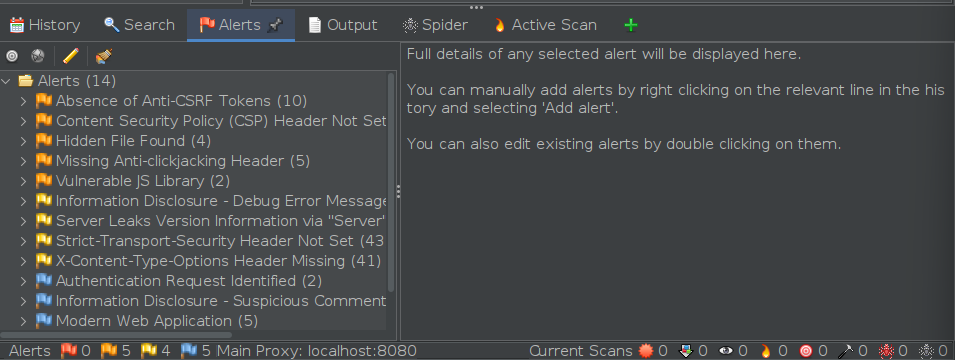 History Search Alerts Output Spider Active Scan
Alerts (14)
Absence of Anti-CSRF Tokens (10)
Content Security Policy (CSP) Header Not Set
Hidden File Found (4)
Missing Anti-clickjacking Header (5)
Vulnerable JS Library (2)
Information Disclosure - Debug Error Message
Server Leaks Version Information via "Server"
Strict-Transport-Security Header Not Set (43
X-Content-Type-Options Header Missing (41)
Authentication Request Identified (2)
Information Disclosure - Suspicious Comment
Modern Web Application (5)
Full details of any selected alert will be displayed here.
You can manually add alerts by right clicking on the relevant line in the his
tory and selecting 'Add alert'.
You can also edit existing alerts by double clicking on them.
Alerts 0 5 4 5 Main Proxy: localhost:8080 Current Scans 0 0 0 0 0 0 0 0